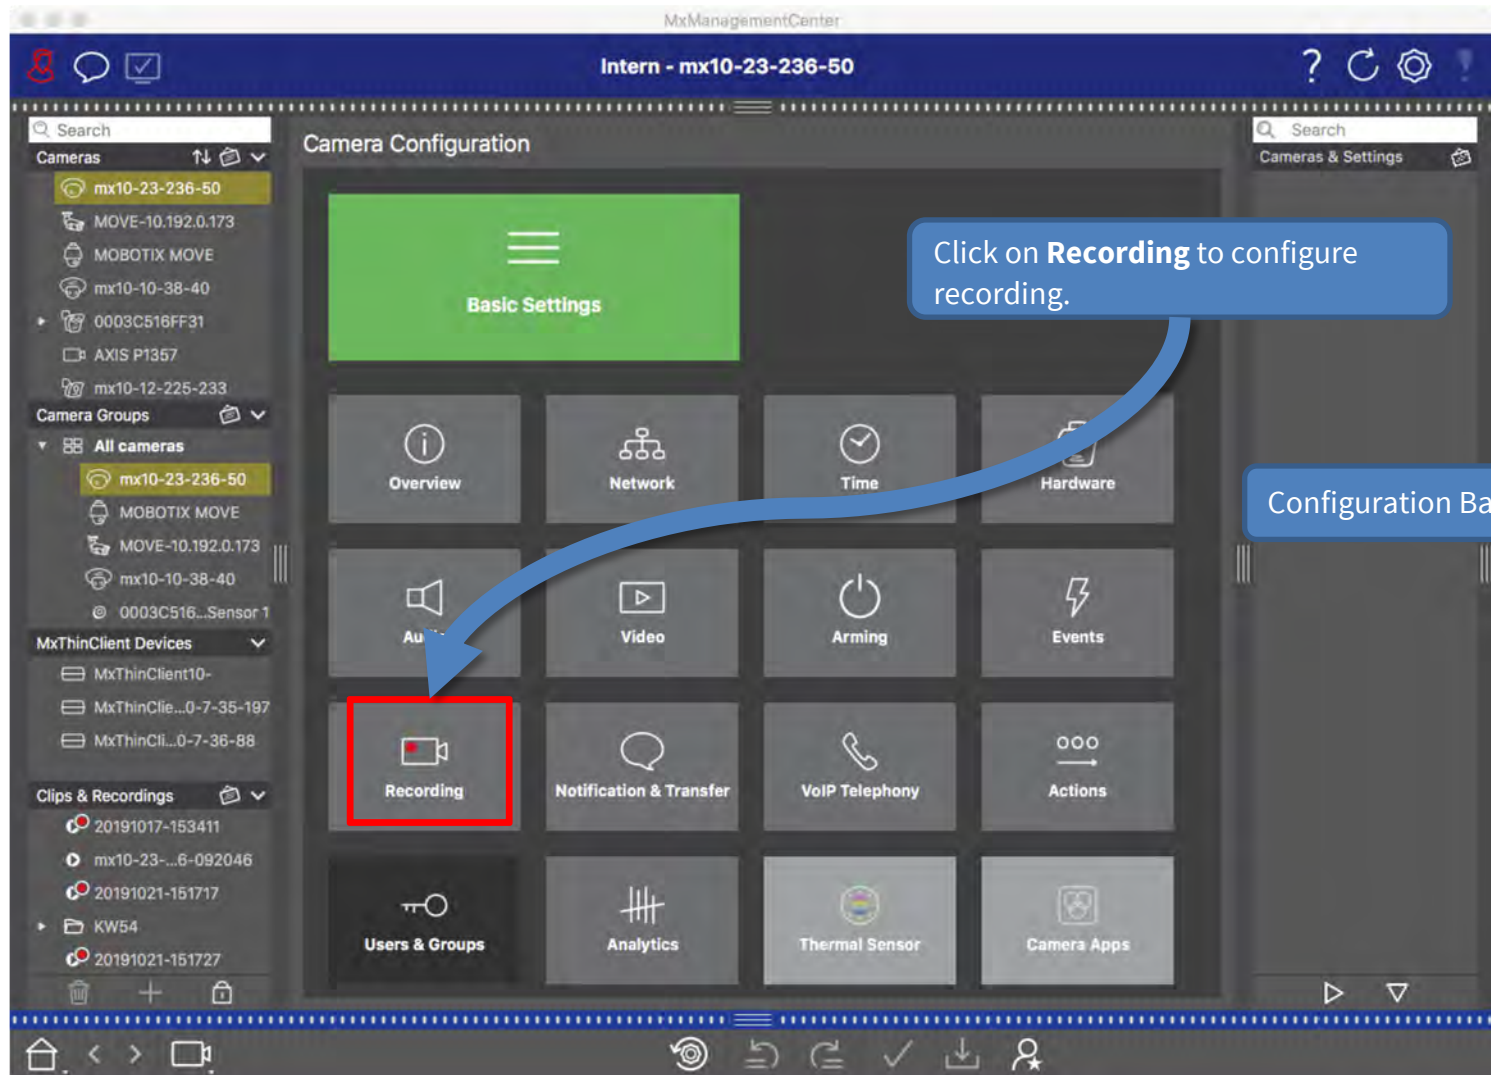 MxManagementCenter
Intern - mx10-23-236-50
Search
Cameras
mx10-23-236-50
MOVE-10.192.0.173
MOBOTIX MOVE
mx10-10-38-40
0003C516FF31
AXIS P1357
mx10-12-225-233
Camera Groups
All cameras
mx10-23-236-50
MOBOTIX MOVE
MOVE-10.192.0.173
mx10-10-38-40
0003C516...Sensor 1
MxThinClient Devices
MxThinClient10-
MxThinClie...0-7-35-197
MxThinCli...0-7-36-88
Clips & Recordings
20191017-153411
mx10-23-...6-092046
20191021-151717
KW54
20191021-151727
Camera Configuration
Basic Settings
Click on Recording to configure
recording.
Overview
Network
Time
Hardware
Video
Arming
Events
Recording
Notification & Transfer
VoIP Telephony
Actions
Users & Groups
Analytics
Thermal Sensor
Camera Apps
Search
Cameras & Settings
Configuration Ba